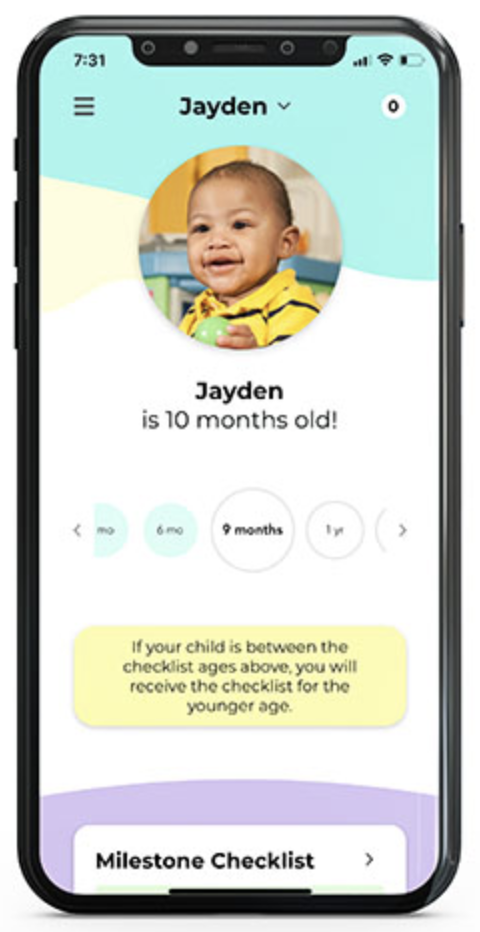 7:31
Jayden
0
Jayden
is 10 months old!
mo
6 mo
9 months
1 yr
If your child is between the
checklist ages above, you will
receive the checklist for the
younger age.
Milestone Checklist